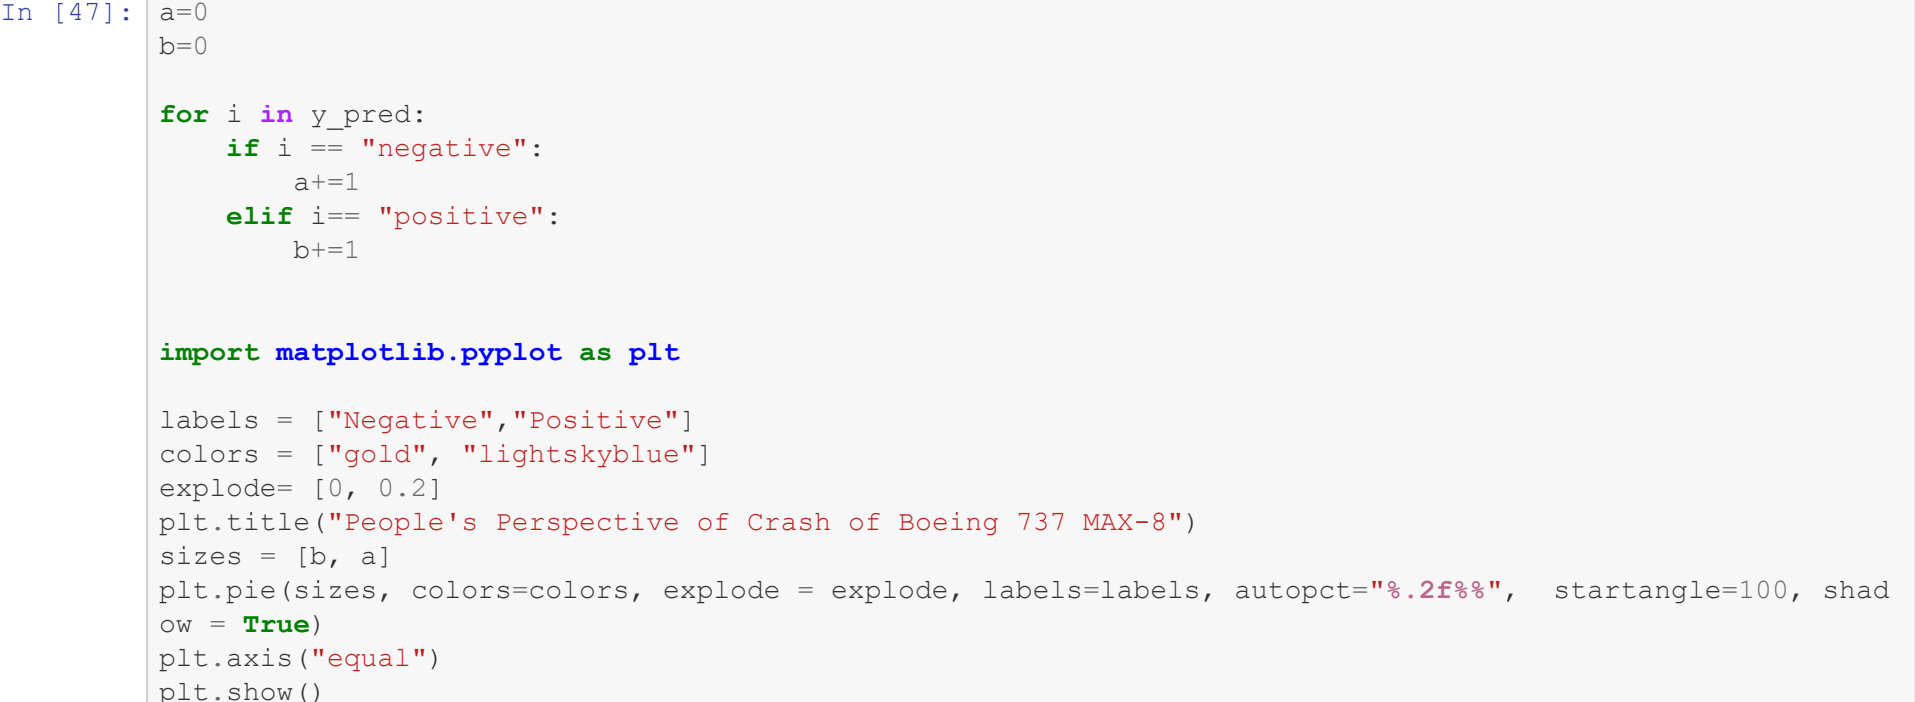 In [47]: a=0
b=0
for i in y_pred:
    if i == "negative":
        a+=1
    elif i== "positive":
        b+=1
import matplotlib.pyplot as plt
labels = ["Negative","Positive"]
colors = ["gold", "lightskyblue"]
explode= [0, 0.2]
plt.title("People's Perspective of Crash of Boeing 737 MAX-8")
sizes = [b, a]
plt.pie(sizes, colors=colors, explode = explode, labels=labels, autopct="%.2f%%",  startangle=100, shad
ow = True)
plt.axis("equal")
plt.show()